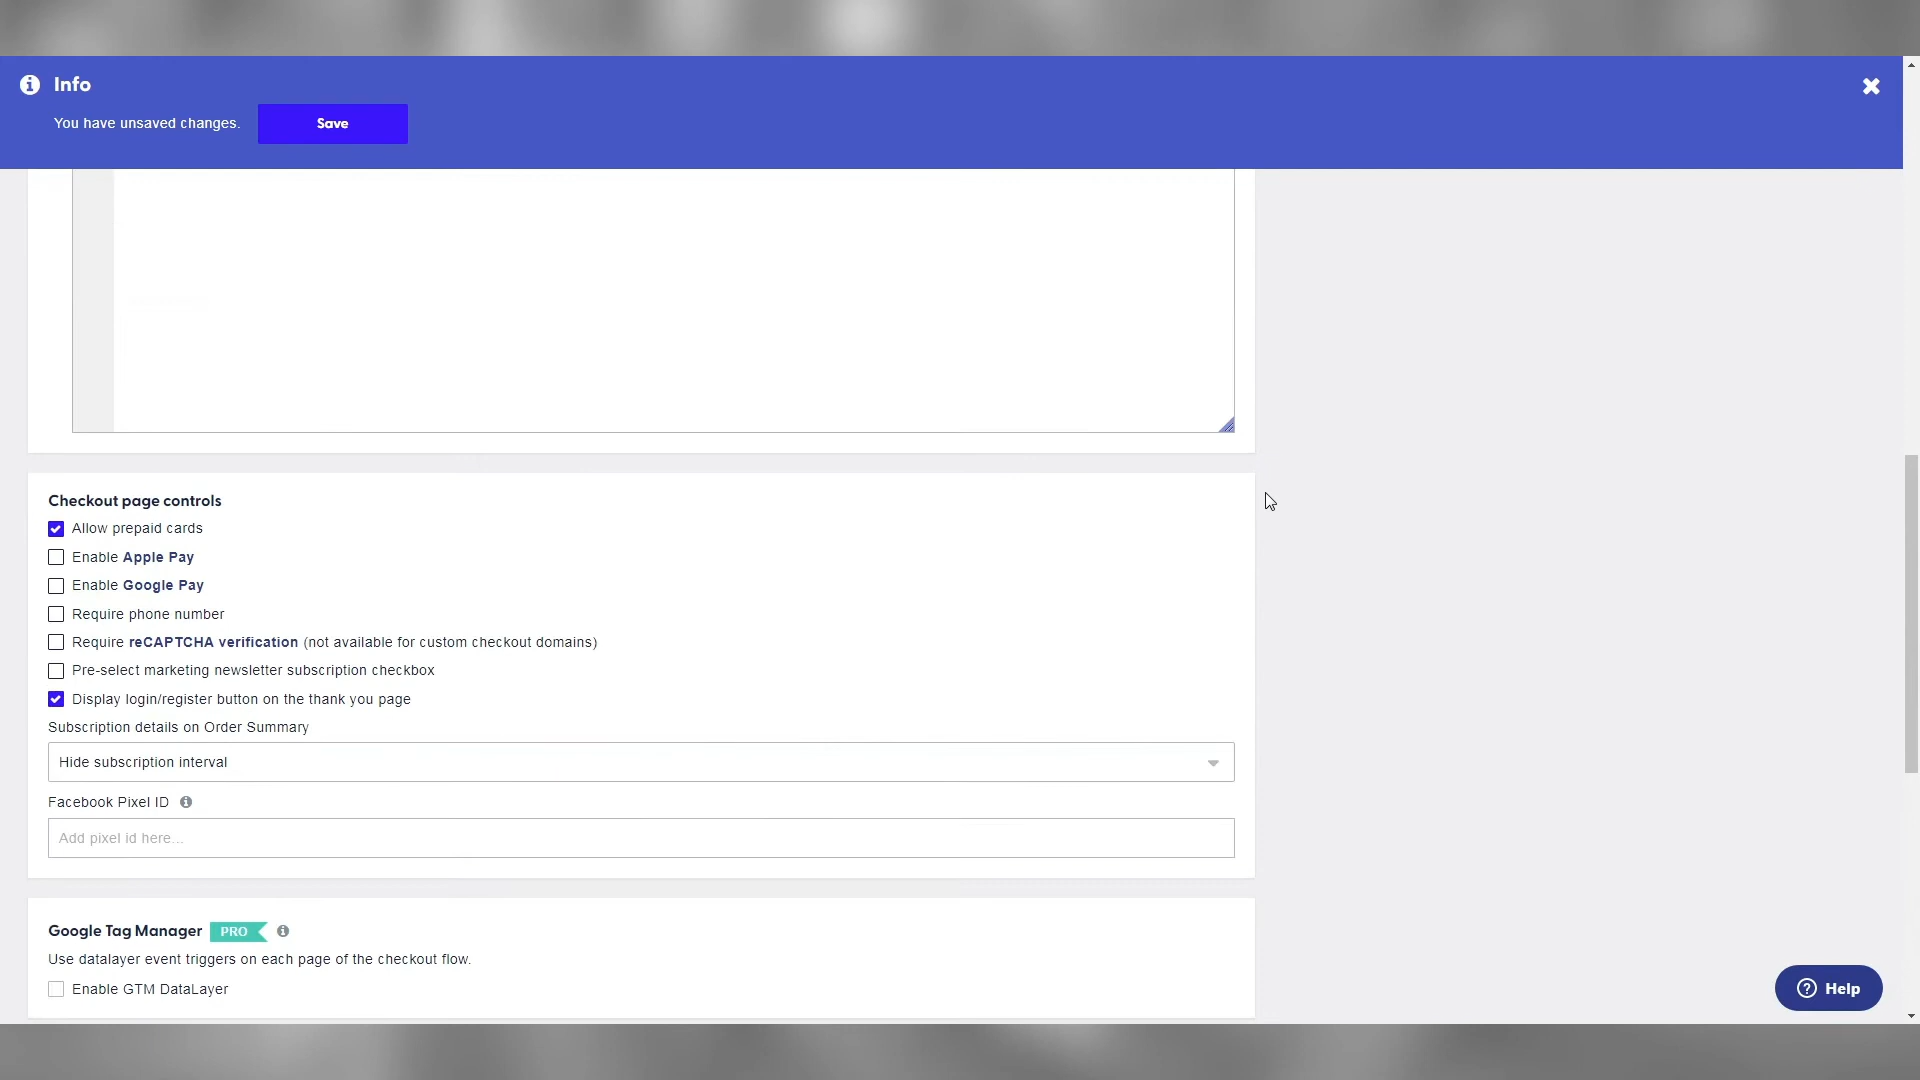 Info
You have unsaved changes. Save
Checkout page controls
Allow prepaid cards
Enable Apple Pay
Enable Google Pay
Require phone number
Require reCAPTCHA verification (not available for custom checkout domains)
Pre-select marketing newsletter subscription checkbox
Display login/register button on the thank you page
Subscription details on Order Summary
Hide subscription interval
Facebook Pixel ID
Add pixel id here...
Google Tag Manager PRO
Use datalayer event triggers on each page of the checkout flow.
Enable GTM DataLayer
Help